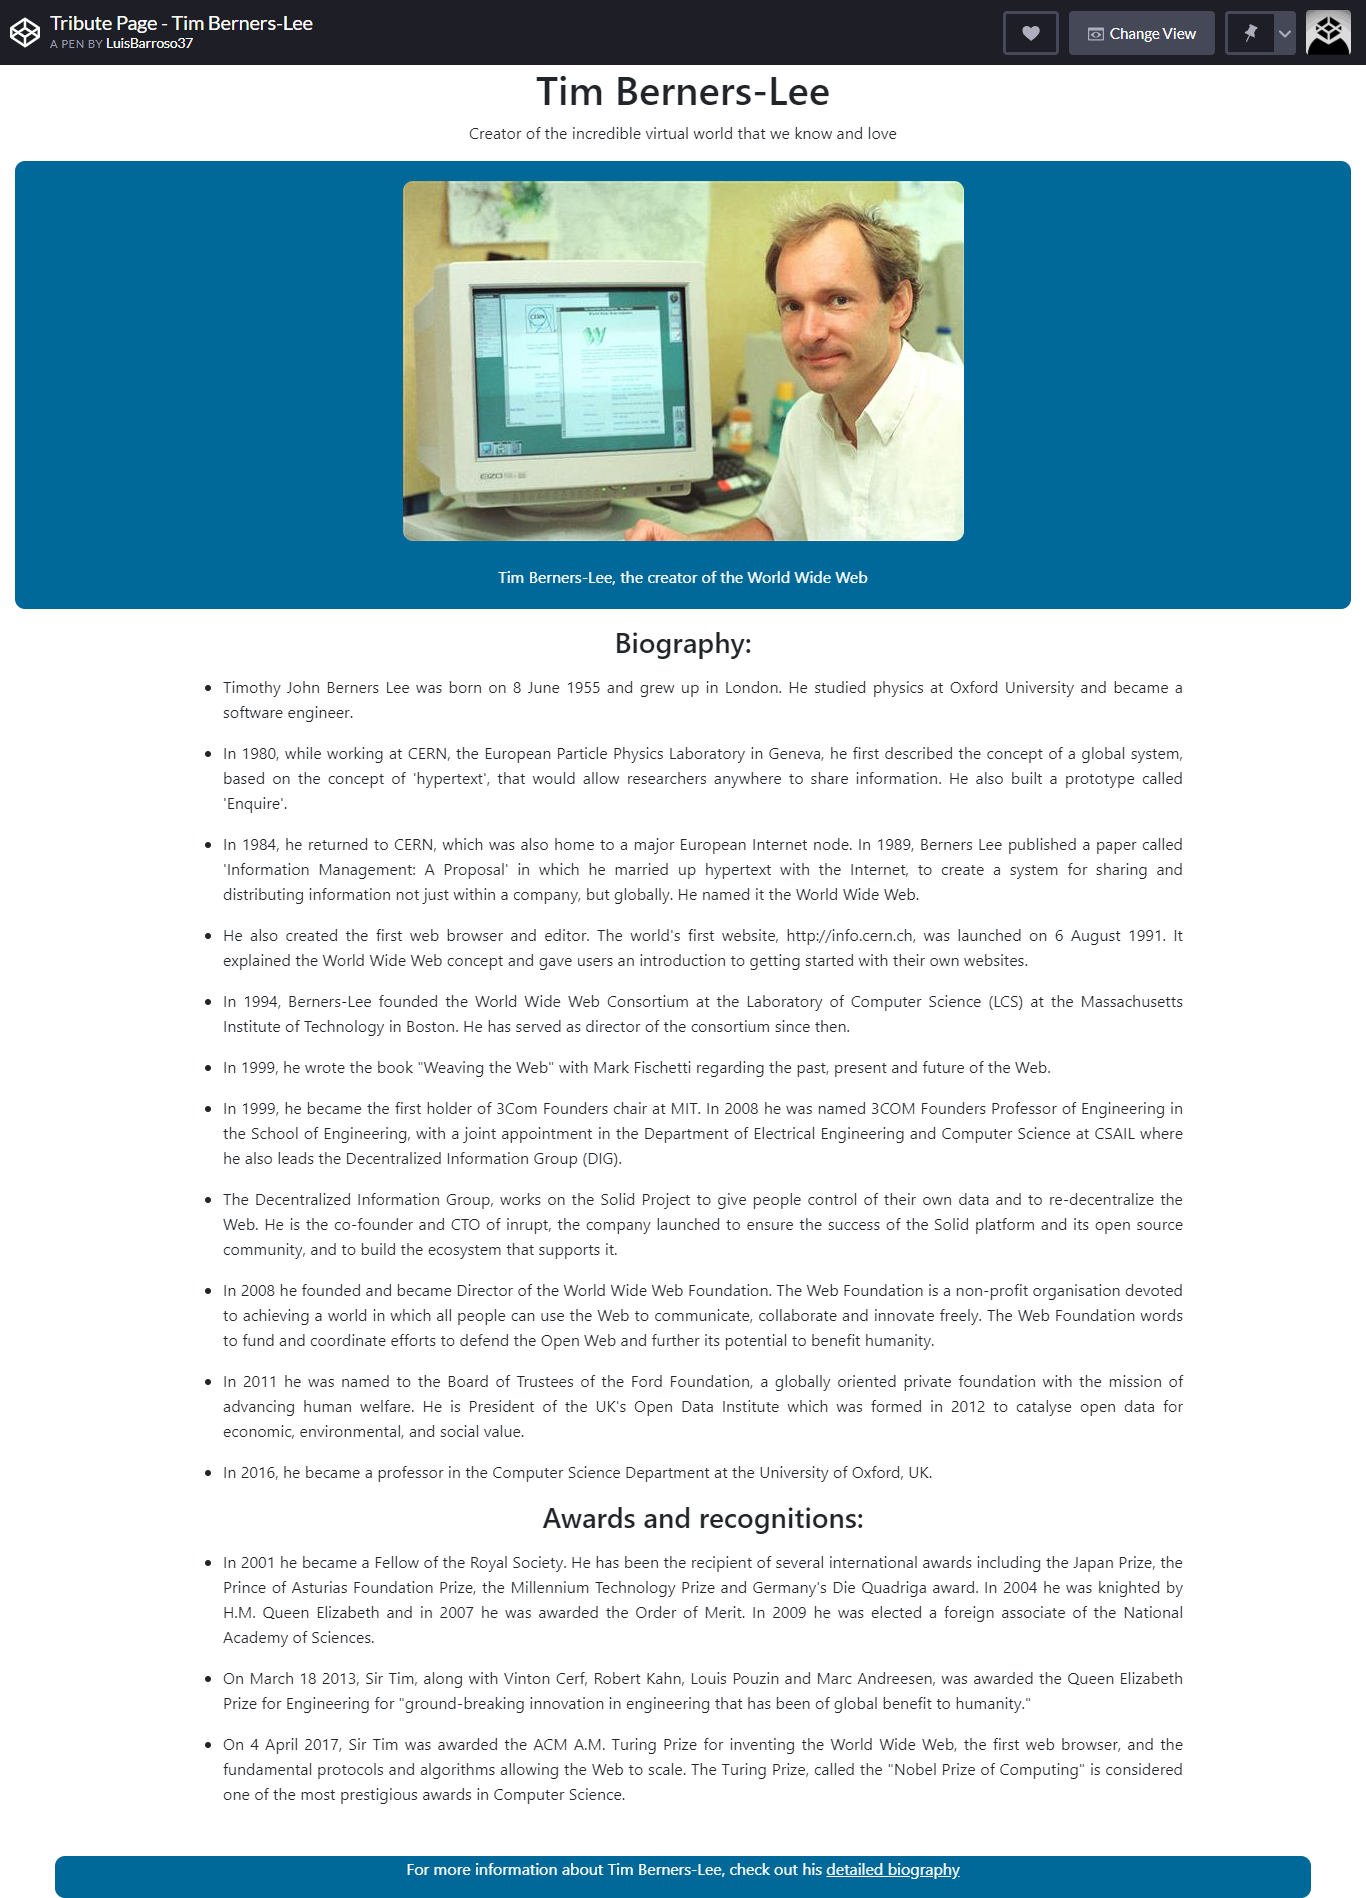 Tribute Page - Tim Berners-Lee
A PEN BY LuisBarroso37
Change View
Tim Berners-Lee
Creator of the incredible virtual world that we know and love
CERN
W
EIZO
Tim Berners-Lee, the creator of the World Wide Web
Biography:
Timothy John Berners Lee was born on 8 June 1955 and grew up in London. He studied physics at Oxford University and became a
software engineer.
In 1980, while working at CERN, the European Particle Physics Laboratory in Geneva, he first described the concept of a global system,
based on the concept of 'hypertext', that would allow researchers anywhere to share information. He also built a prototype called
'Enquire'.
In 1984, he returned to CERN, which was also home to a major European Internet node. In 1989, Berners Lee published a paper called
'Information Management: A Proposal' in which he married up hypertext with the Internet, to create a system for sharing and
distributing information not just within a company, but globally. He named it the World Wide Web.
He also created the first web browser and editor. The world's first website, http://info.cern.ch, was launched on 6 August 1991. It
explained the World Wide Web concept and gave users an introduction to getting started with their own websites.
In 1994, Berners-Lee founded the World Wide Web Consortium at the Laboratory of Computer Science (LCS) at the Massachusetts
Institute of Technology in Boston. He has served as director of the consortium since then.
In 1999, he wrote the book "Weaving the Web" with Mark Fischetti regarding the past, present and future of the Web.
In 1999, he became the first holder of 3Com Founders chair at MIT. In 2008 he was named 3COM Founders Professor of Engineering in
the School of Engineering, with a joint appointment in the Department of Electrical Engineering and Computer Science at CSAIL where
he also leads the Decentralized Information Group (DIG).
The Decentralized Information Group, works on the Solid Project to give people control of their own data and to re-decentralize the
Web. He is the co-founder and CTO of inrupt, the company launched to ensure the success of the Solid platform and its open source
community, and to build the ecosystem that supports it.
In 2008 he founded and became Director of the World Wide Web Foundation. The Web Foundation is a non-profit organisation devoted
to achieving a world in which all people can use the Web to communicate, collaborate and innovate freely. The Web Foundation words
to fund and coordinate efforts to defend the Open Web and further its potential to benefit humanity.
In 2011 he was named to the Board of Trustees of the Ford Foundation, a globally oriented private foundation with the mission of
advancing human welfare. He is President of the UK's Open Data Institute which was formed in 2012 to catalyse open data for
economic, environmental, and social value.
In 2016, he became a professor in the Computer Science Department at the University of Oxford, UK.
Awards and recognitions:
In 2001 he became a Fellow of the Royal Society. He has been the recipient of several international awards including the Japan Prize, the
Prince of Asturias Foundation Prize, the Millennium Technology Prize and Germany's Die Quadriga award. In 2004 he was knighted by
H.M. Queen Elizabeth and in 2007 he was awarded the Order of Merit. In 2009 he was elected a foreign associate of the National
Academy of Sciences.
On March 18 2013, Sir Tim, along with Vinton Cerf, Robert Kahn, Louis Pouzin and Marc Andreesen, was awarded the Queen Elizabeth
Prize for Engineering for "ground-breaking innovation in engineering that has been of global benefit to humanity."
On 4 April 2017, Sir Tim was awarded the ACM A.M. Turing Prize for inventing the World Wide Web, the first web browser, and the
fundamental protocols and algorithms allowing the Web to scale. The Turing Prize, called the "Nobel Prize of Computing" is considered
one of the most prestigious awards in Computer Science.
For more information about Tim Berners-Lee, check out his detailed biography